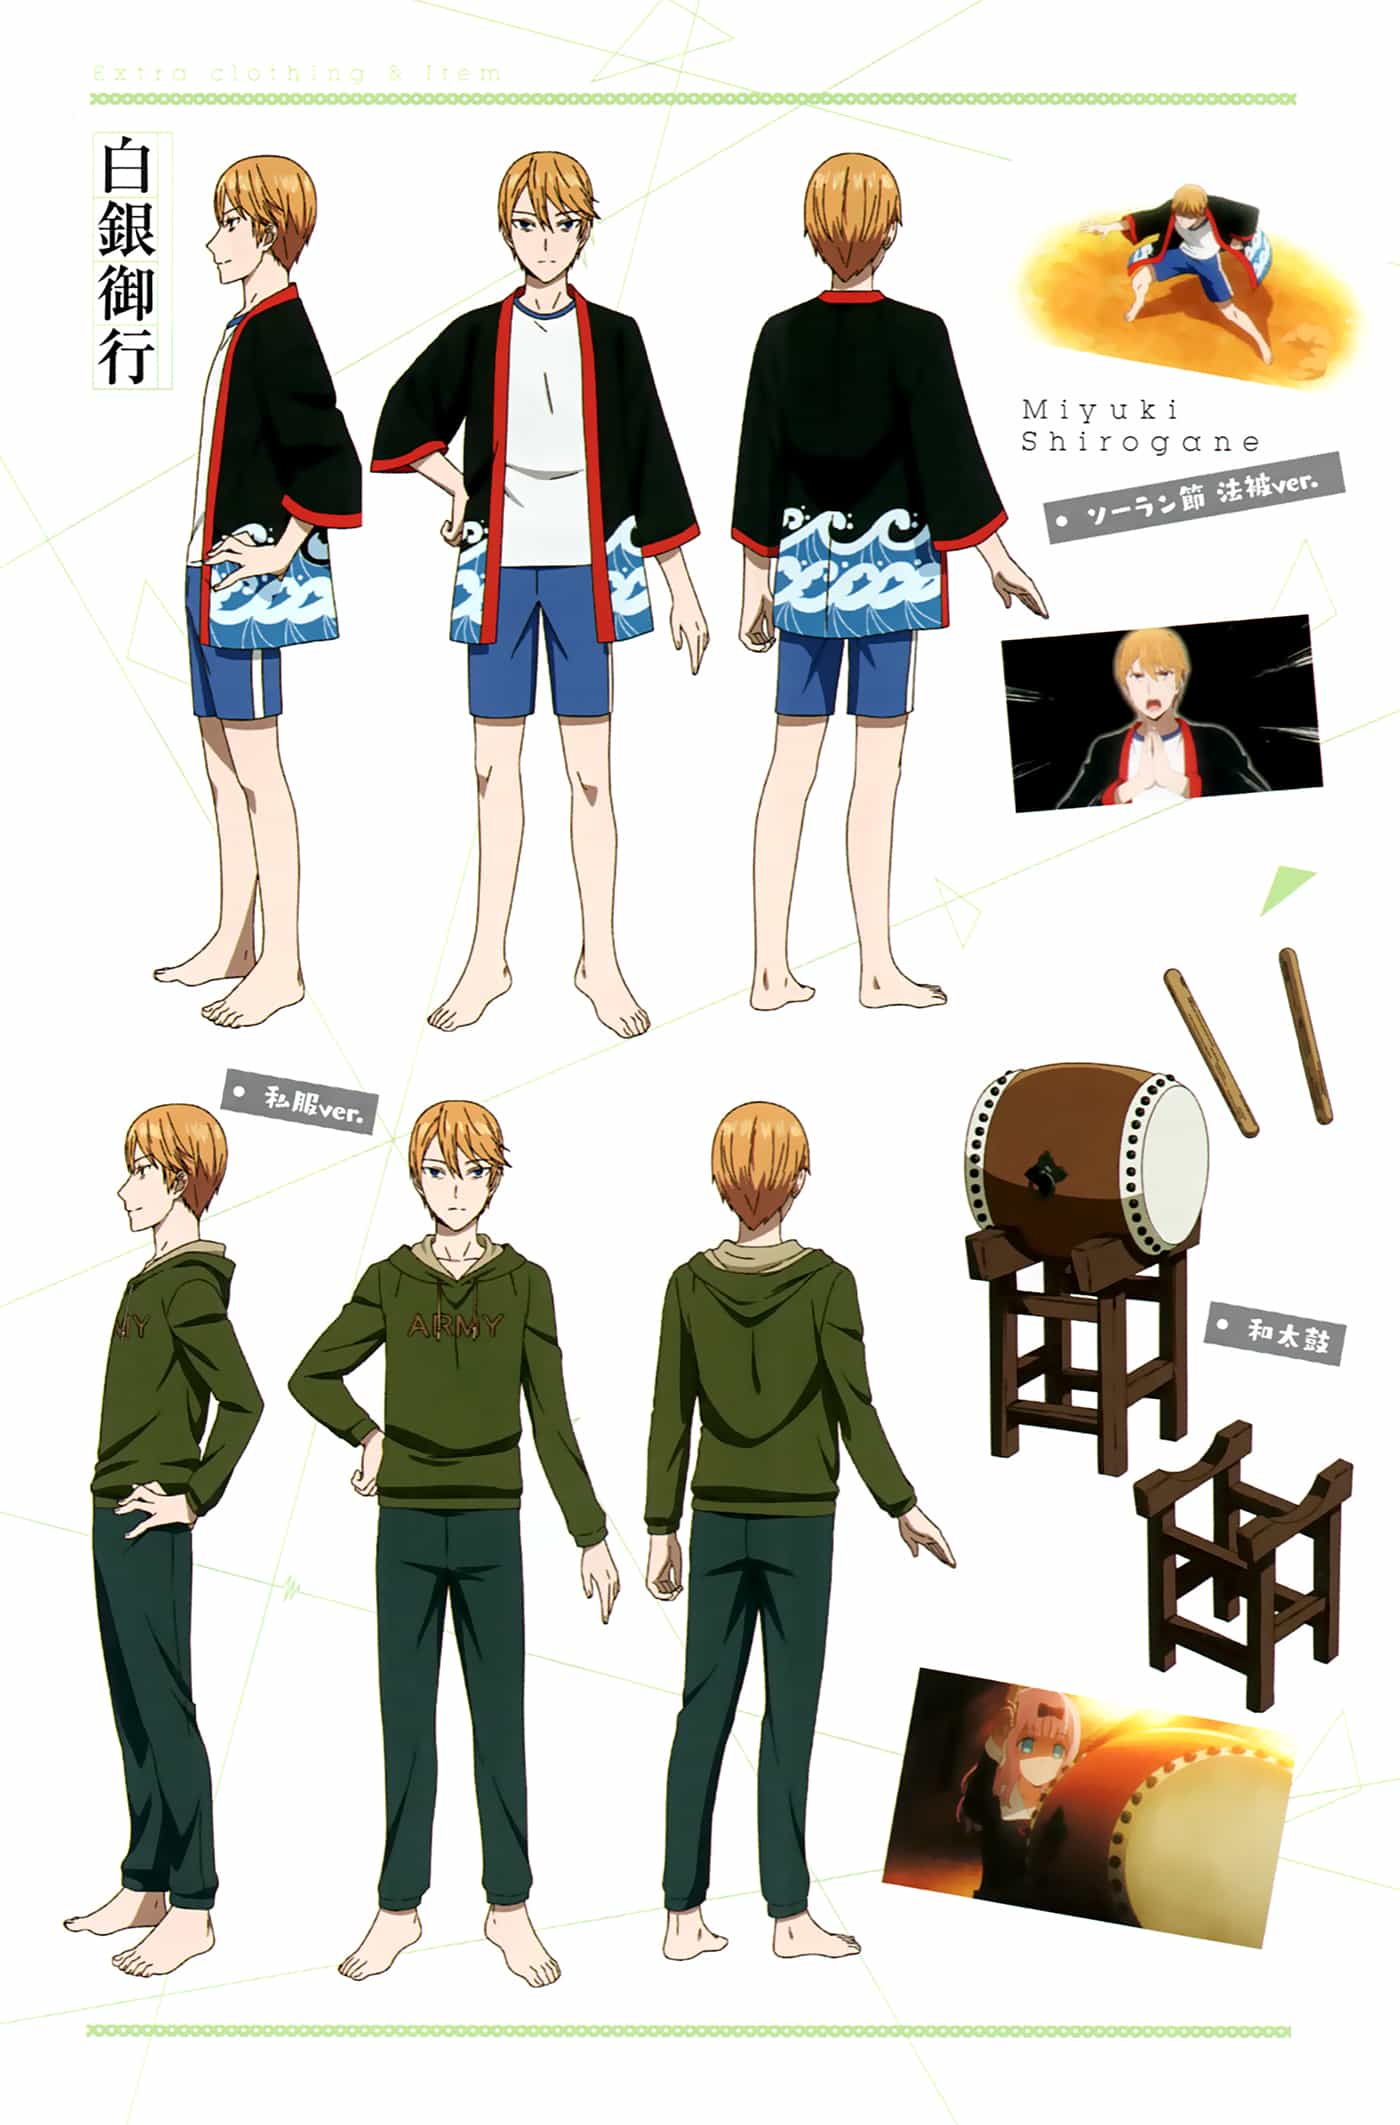 Extra clothing & Item
白銀御行
Miyuki
Shirogane
• ソーラン節 法被ver.
• 私服ver.
MY
ARMY
• 和太鼓